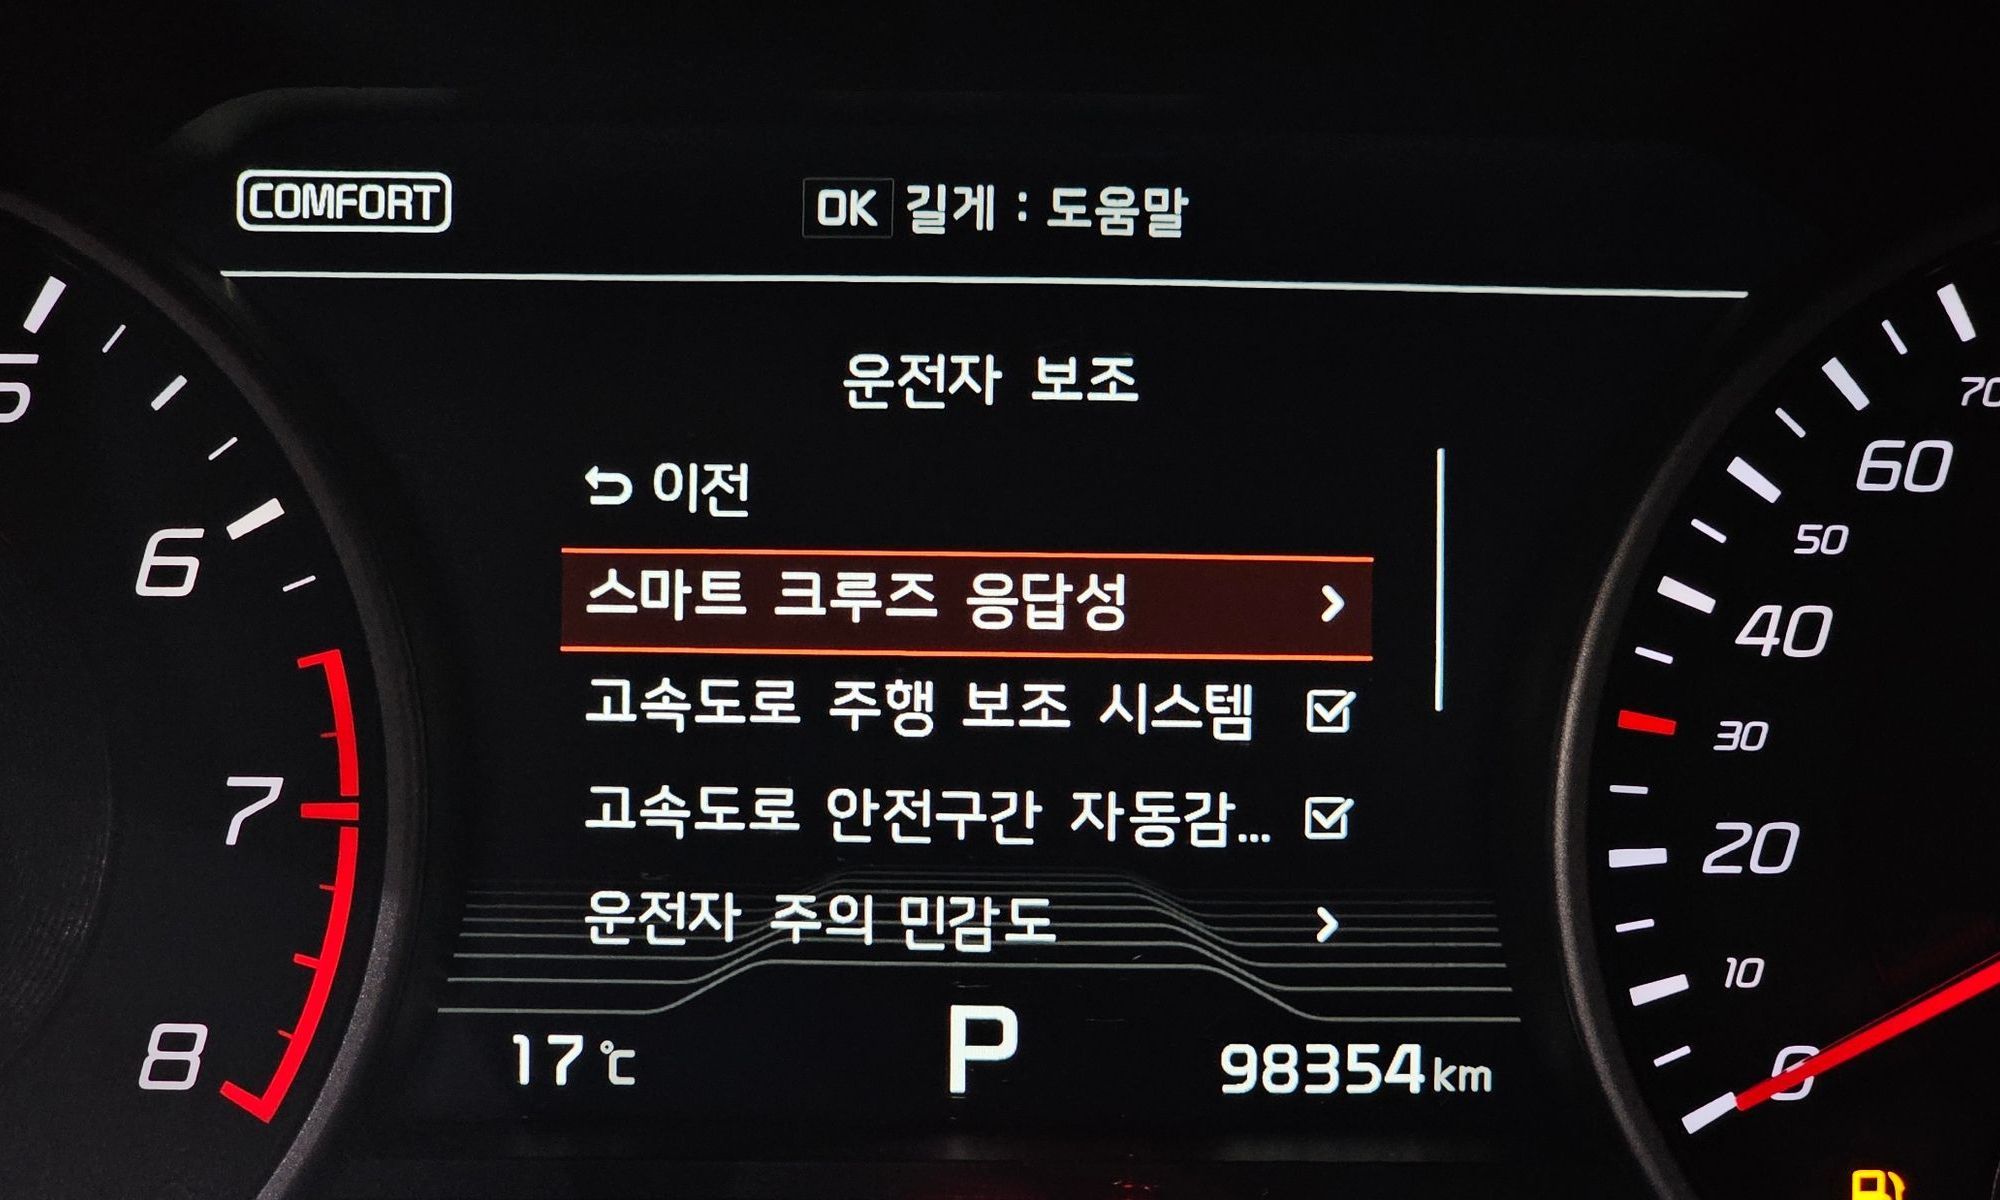 COMFORT
OK 길게 : 도움말
운전자 보조
이전
스마트 크루즈 응답성
고속도로 주행 보조 시스템
고속도로 안전구간 자동감...
운전자 주의 민감도
17℃
P
98354km
5
6
7
8
70
60
50
40
30
20
10
0